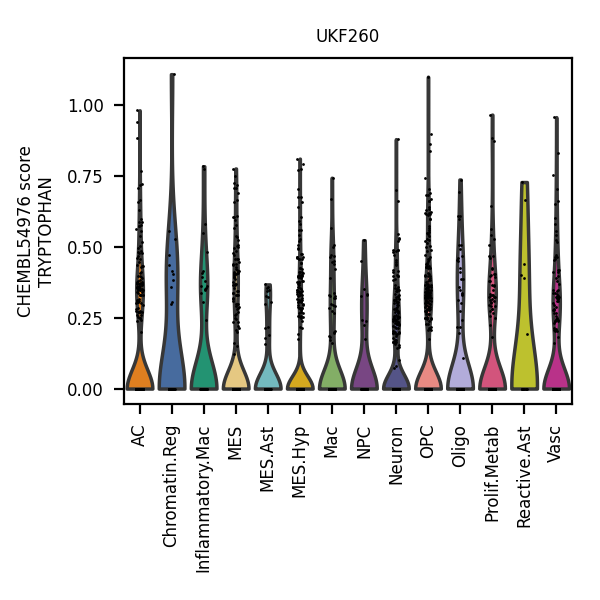 UKF260
CHEMBL54976 score
TRYPTOPHAN
1.00
0.75
0.50
0.25
0.00
AC
Chromatin.Reg
Inflammatory.Mac
MES
MES.Ast
MES.Hyp
Mac
NPC
Neuron
OPC
Oligo
Prolif.Metab
Reactive.Ast
Vasc